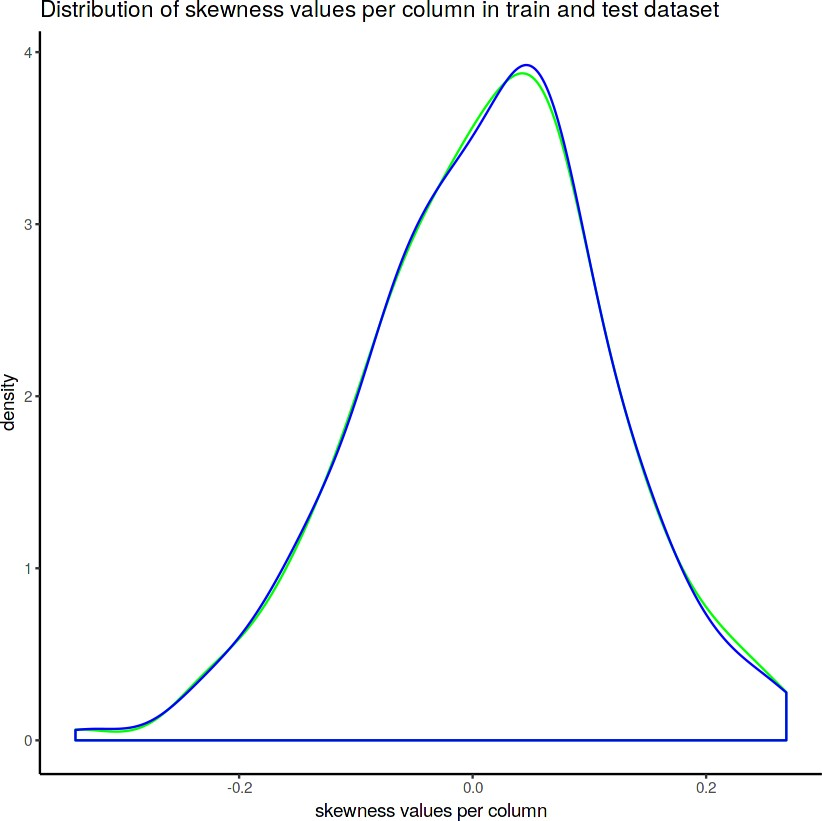 Distribution of skewness values per column in train and test dataset
4
3
2
1
0
density
-0.2
0.0
0.2
skewness values per column